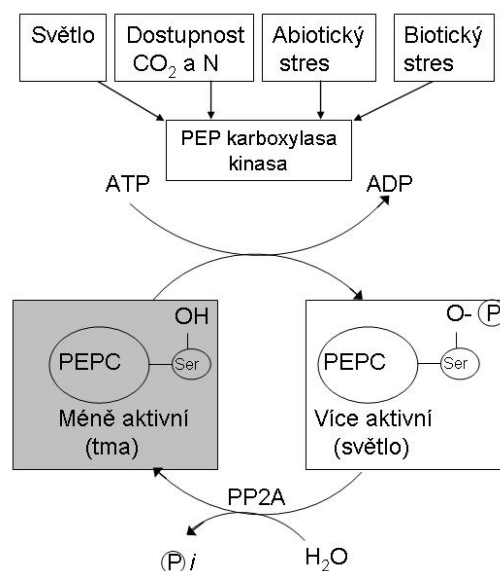 Světlo
Dostupnost
CO₂ a N
Abiotický
stres
Biotický
stres
PEP karboxylasa
kinasa
ATP
ADP
OH
PEPC
Ser
Méně aktivní
(tma)
O- P
PEPC
Ser
Více aktivní
(světlo)
PP2A
P i
H₂O